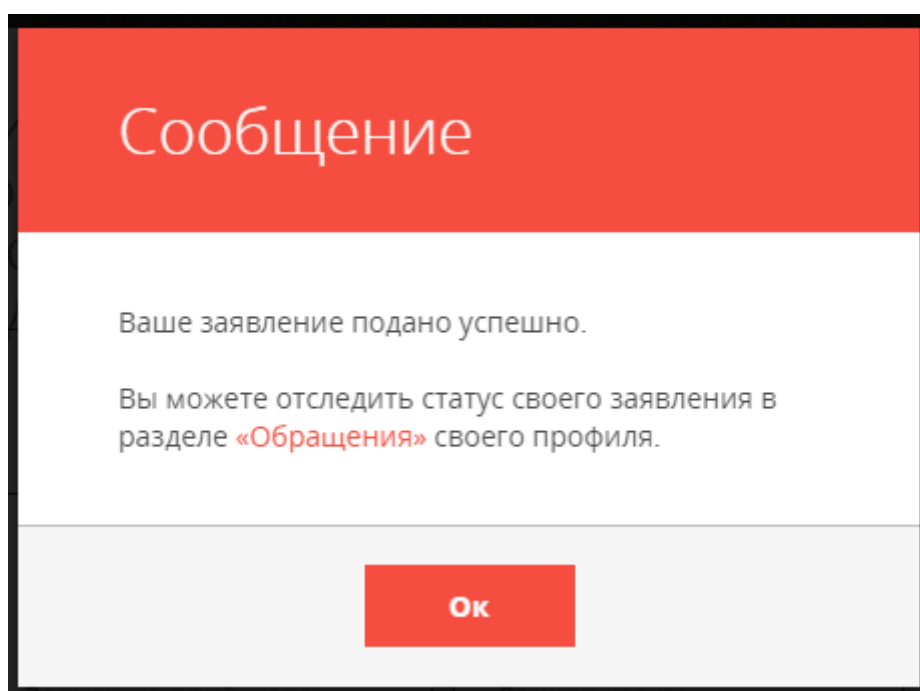 Сообщение
Ваше заявление подано успешно.
Вы можете отследить статус своего заявления в
разделе «Обращения» своего профиля.
Ок